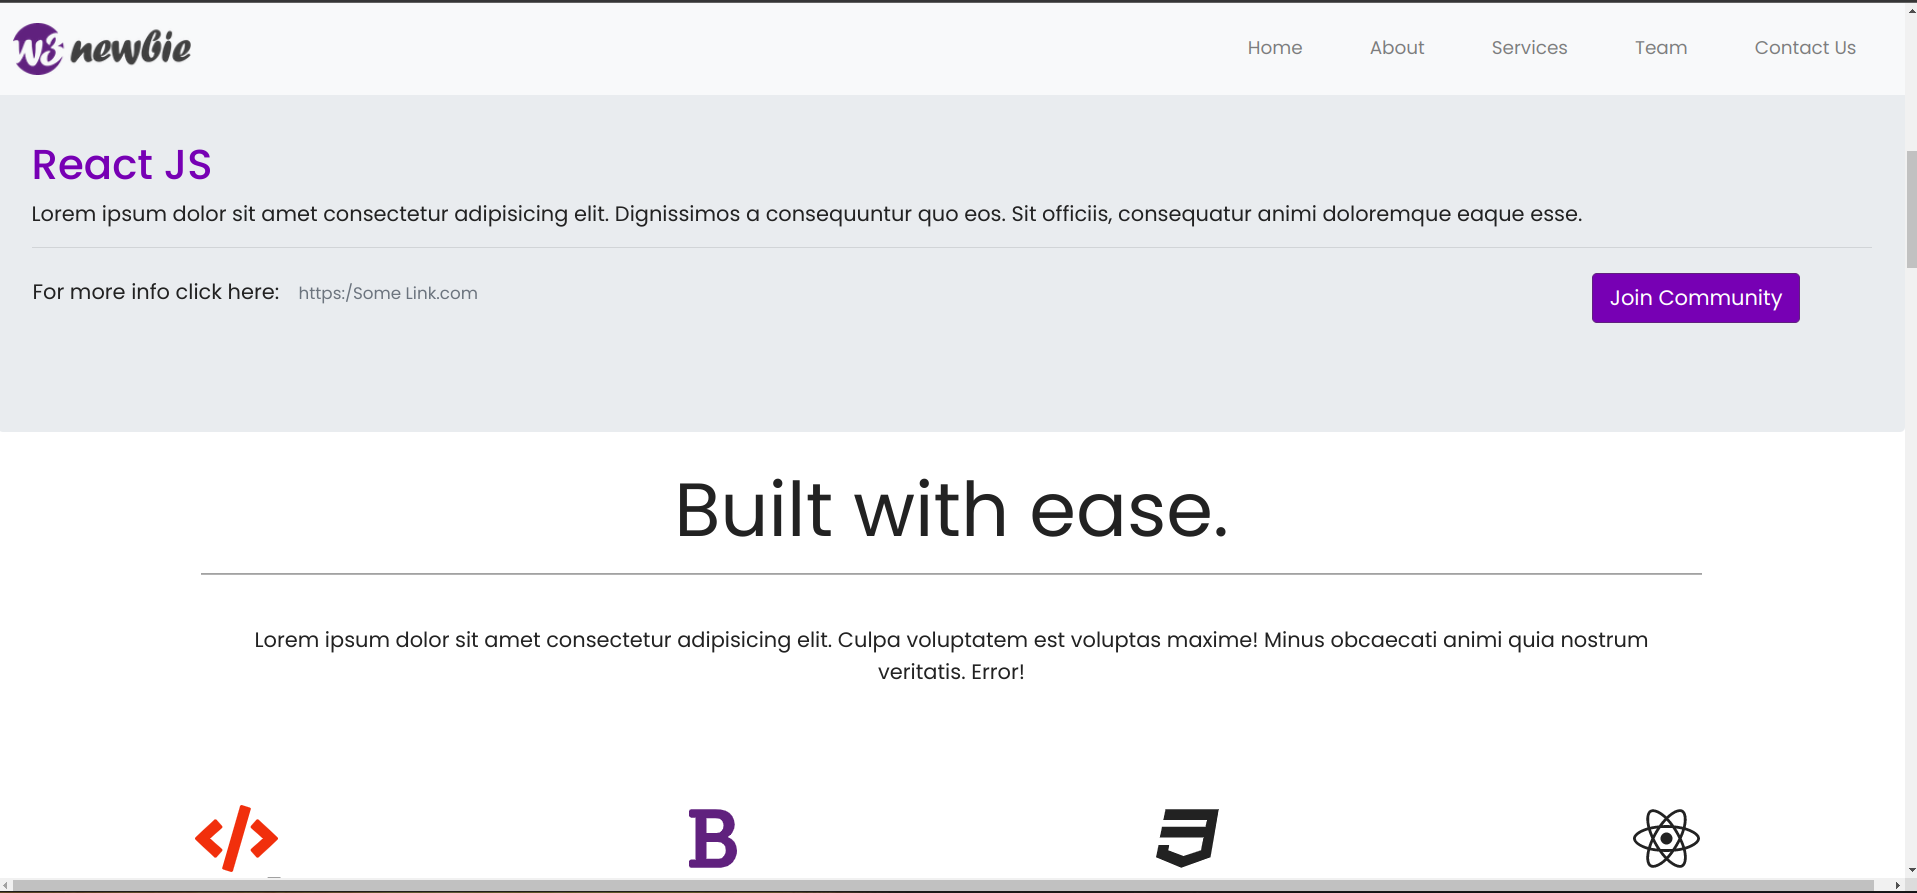 W3 newbie
Home About Services Team Contact Us
React JS
Lorem ipsum dolor sit amet consectetur adipisicing elit. Dignissimos a consequuntur quo eos. Sit officiis, consequatur animi doloremque eaque esse.
For more info click here: https:/Some Link.com
Join Community
Built with ease.
Lorem ipsum dolor sit amet consectetur adipisicing elit. Culpa voluptatem est voluptas maxime! Minus obcaecati animi quia nostrum
veritatis. Error!